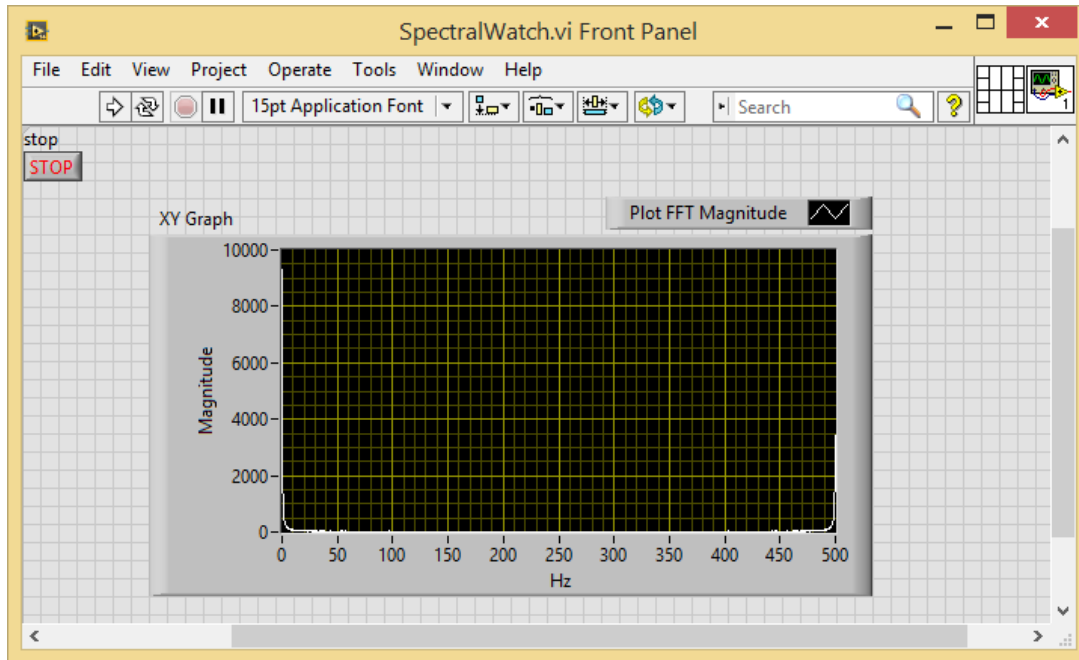 SpectralWatch.vi Front Panel
File Edit View Project Operate Tools Window Help
15pt Application Font Search 1
stop
STOP
XY Graph
Plot FFT Magnitude
10000
8000
6000
4000
2000
0
Magnitude
0 50 100 150 200 250 300 350 400 450 500
Hz